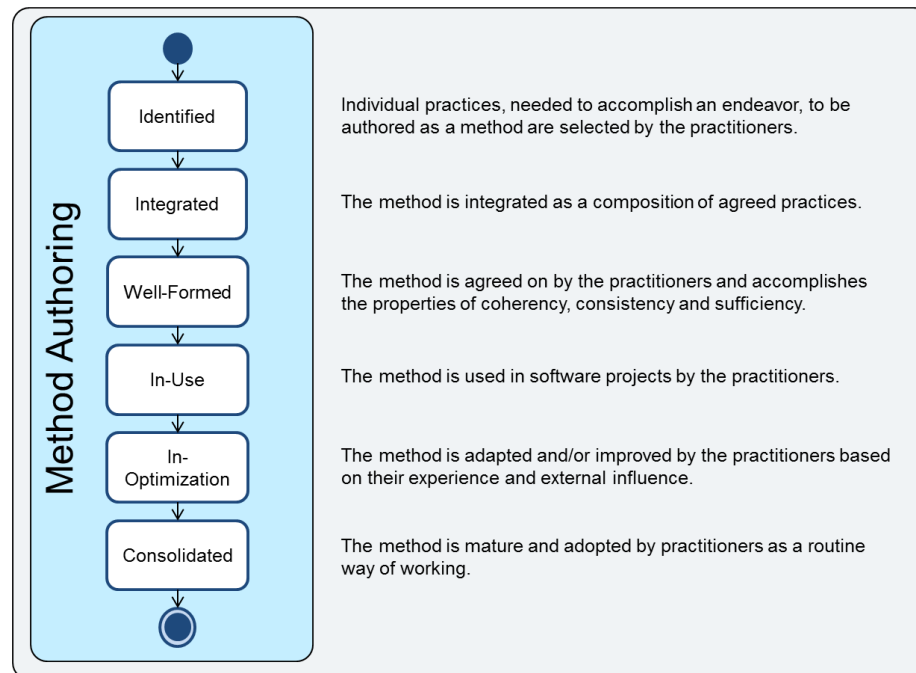 Method Authoring
Identified
Individual practices, needed to accomplish an endeavor, to be
authored as a method are selected by the practitioners.
Integrated
The method is integrated as a composition of agreed practices.
Well-Formed
The method is agreed on by the practitioners and accomplishes
the properties of coherency, consistency and sufficiency.
In-Use
The method is used in software projects by the practitioners.
In-
Optimization
The method is adapted and/or improved by the practitioners based
on their experience and external influence.
Consolidated
The method is mature and adopted by practitioners as a routine
way of working.